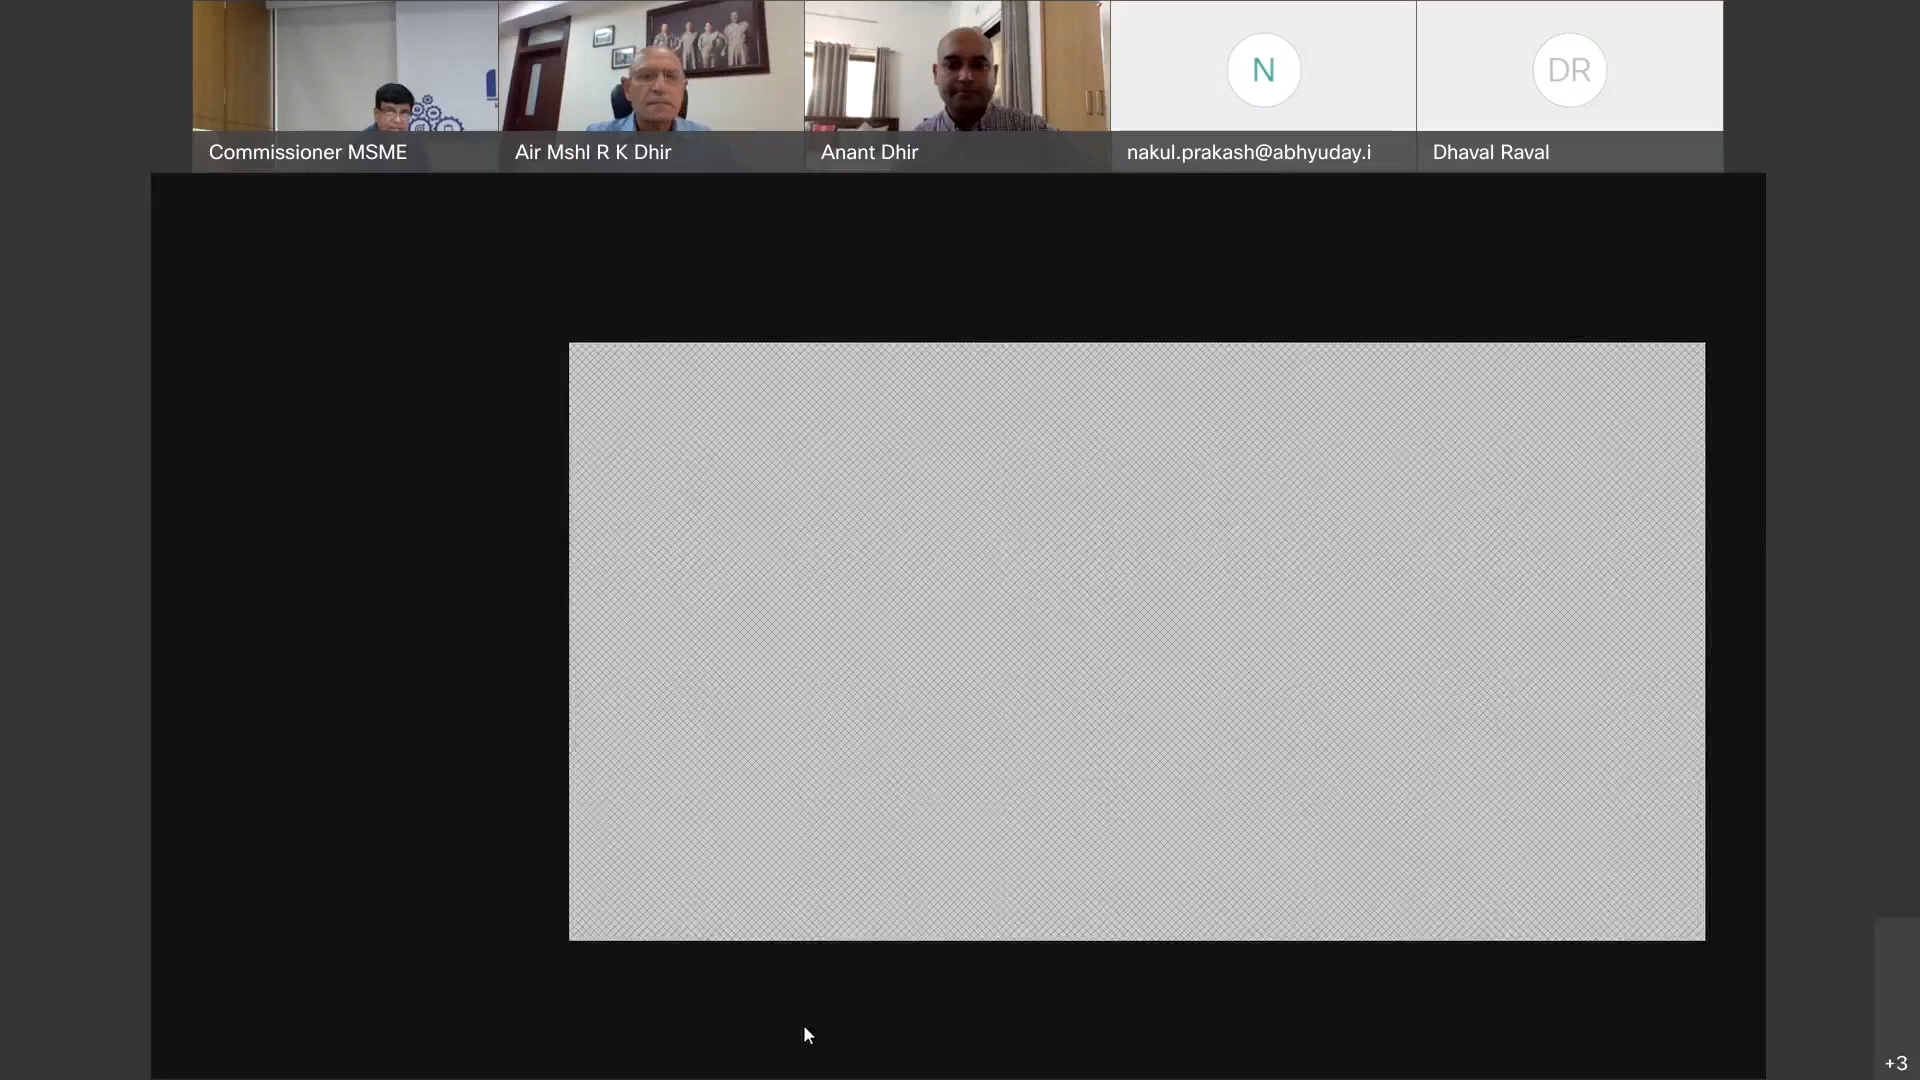 N
DR
Commissioner MSME
Air Mshl R K Dhir
Anant Dhir
nakul.prakash@abhyuday.i
Dhaval Raval
+3